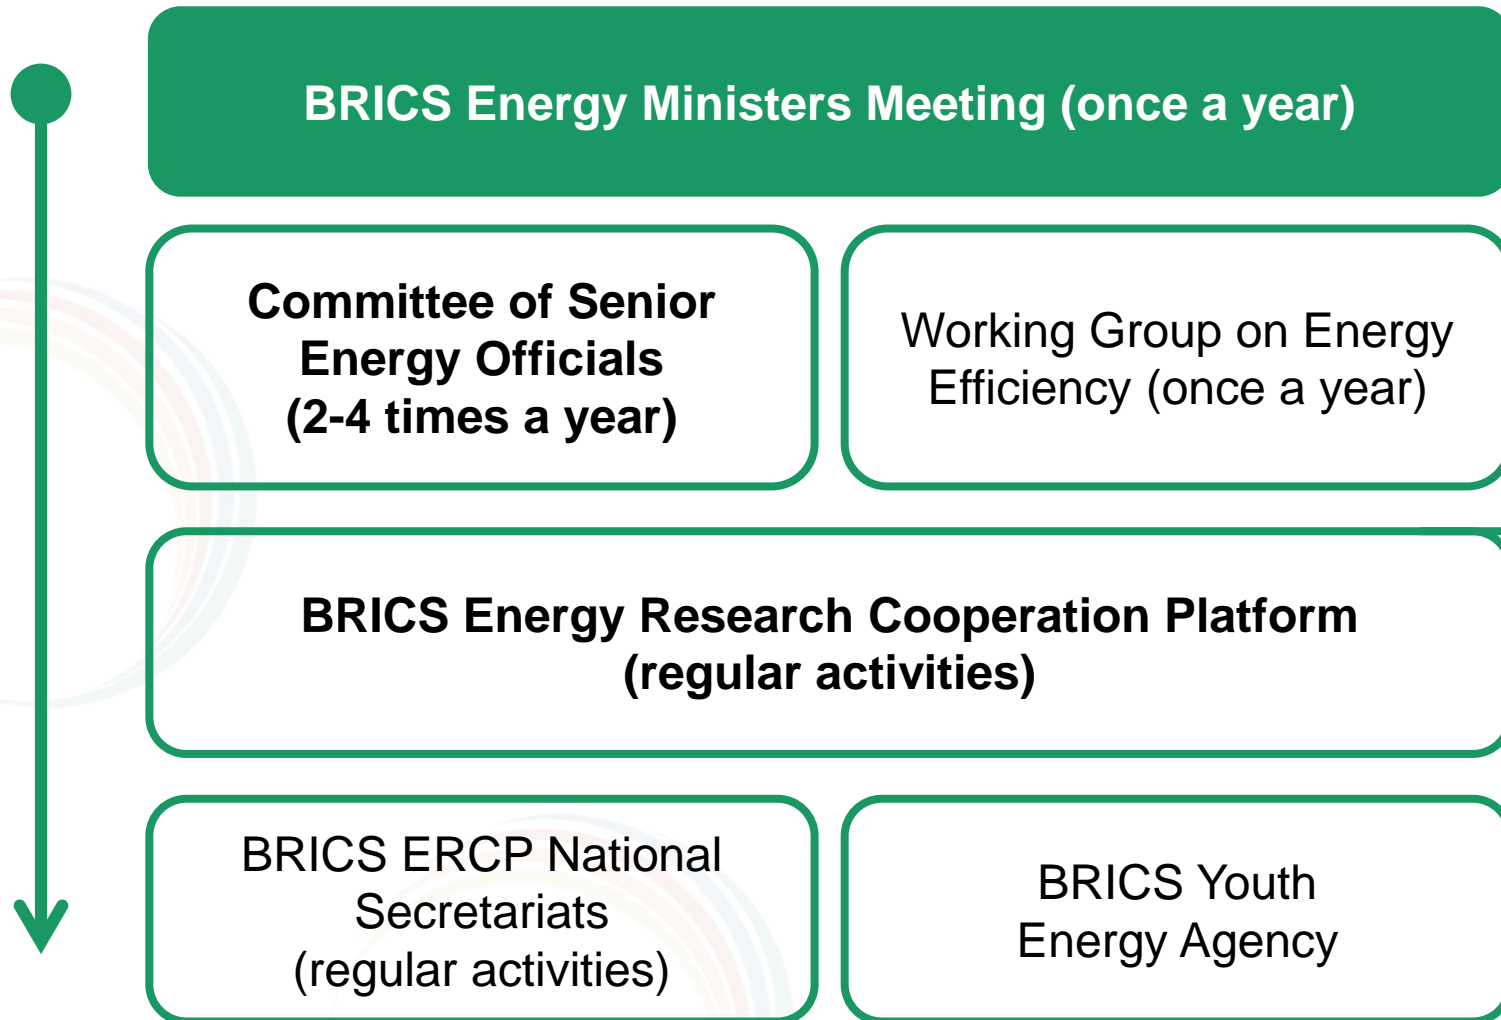 BRICS Energy Ministers Meeting (once a year)
Committee of Senior
Energy Officials
(2-4 times a year)
Working Group on Energy
Efficiency (once a year)
BRICS Energy Research Cooperation Platform
(regular activities)
BRICS ERCP National
Secretariats
(regular activities)
BRICS Youth
Energy Agency